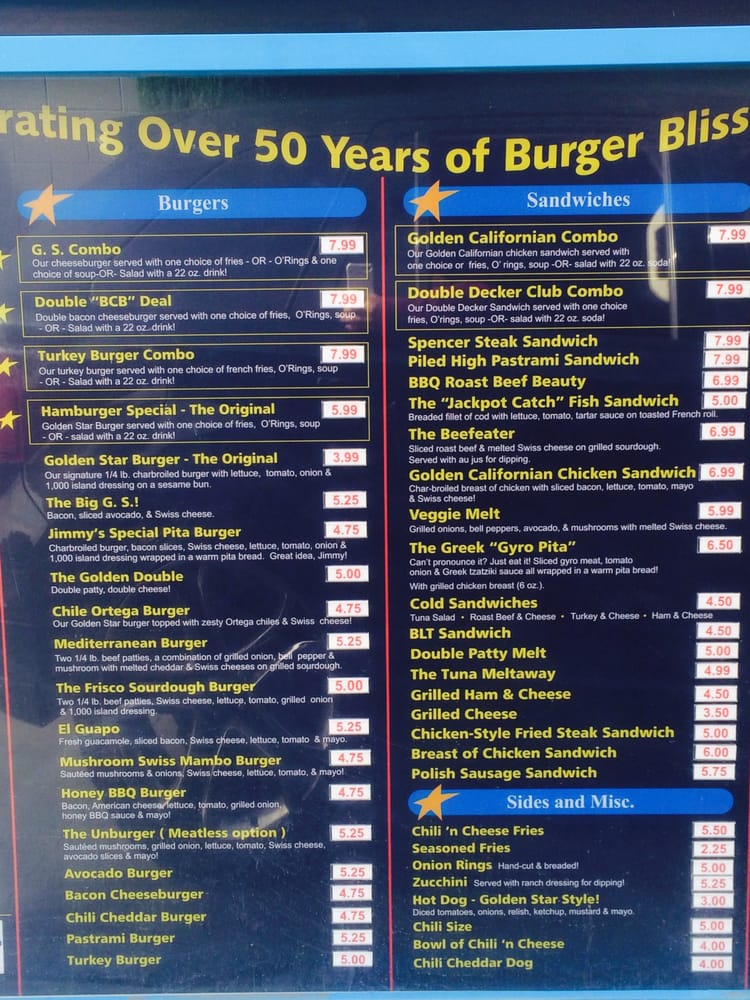 rating Over 50 Years of Burger Bliss
Burgers
G. S. Combo 7.99
Our cheeseburger served with one choice of fries - OR - O'Rings & one
choice of soup-OR- Salad with a 22 oz. drink!
Double "BCB" Deal 7.99
Double bacon cheeseburger served with one choice of fries, O'Rings, soup
- OR - Salad with a 22 oz. drink!
Turkey Burger Combo 7.99
Our turkey burger served with one choice of french fries, O'Rings, soup
- OR - Salad with a 22 oz. drink!
Hamburger Special - The Original 5.99
Golden Star Burger served with one choice of fries, O'Rings, soup
- OR - salad with a 22 oz. drink!
Golden Star Burger - The Original 3.99
Our signature 1/4 lb. charbroiled burger with lettuce, tomato, onion &
1,000 island dressing on a sesame bun.
The Big G. S.! 5.25
Bacon, sliced avocado, & Swiss cheese.
Jimmy's Special Pita Burger 4.75
Charbroiled burger, bacon slices, Swiss cheese, lettuce, tomato, onion &
1,000 island dressing wrapped in a warm pita bread. Great idea, Jimmy!
The Golden Double 5.00
Double patty, double cheese!
Chile Ortega Burger 4.75
Our Golden Star burger topped with zesty Ortega chiles & Swiss cheese!
Mediterranean Burger 5.25
Two 1/4 lb. beef patties, a combination of grilled onion, bell pepper &
mushroom with melted cheddar & Swiss cheeses on grilled sourdough.
The Frisco Sourdough Burger 5.00
Two 1/4 lb. beef patties, Swiss cheese, lettuce, tomato, grilled onion
& 1,000 island dressing.
El Guapo 5.25
Fresh guacamole, sliced bacon, Swiss cheese, lettuce, tomato & mayo.
Mushroom Swiss Mambo Burger 4.75
Sautéed mushrooms & onions, Swiss cheese, lettuce, tomato, & mayo!
Honey BBQ Burger 4.75
Bacon, American cheese, lettuce, tomato, grilled onion,
honey BBQ sauce & mayo!
The Unburger ( Meatless option ) 5.25
Sautéed mushrooms, grilled onion, lettuce, tomato, Swiss cheese,
avocado slices & mayo!
Avocado Burger 5.25
Bacon Cheeseburger 4.75
Chili Cheddar Burger 4.75
Pastrami Burger 5.25
Turkey Burger 5.00
Sandwiches
Golden Californian Combo 7.99
Our Golden Californian chicken sandwich served with
one choice or fries, O' rings, soup -OR- salad with 22 oz. soda!
Double Decker Club Combo 7.99
Our Double Decker Sandwich served with one choice
fries, O'rings, soup -OR- salad with 22 oz. soda!
Spencer Steak Sandwich 7.99
Piled High Pastrami Sandwich 7.99
BBQ Roast Beef Beauty 6.99
The "Jackpot Catch" Fish Sandwich 5.00
Breaded fillet of cod with lettuce, tomato, tartar sauce on toasted French roll.
The Beefeater 6.99
Sliced roast beef & melted Swiss cheese on grilled sourdough.
Served with au jus for dipping.
Golden Californian Chicken Sandwich 6.99
Char-broiled breast of chicken with sliced bacon, lettuce, tomato, mayo
& Swiss cheese!
Veggie Melt 5.99
Grilled onions, bell peppers, avocado, & mushrooms with melted Swiss cheese.
The Greek "Gyro Pita" 6.50
Can't pronounce it? Just eat it! Sliced gyro meat, tomato
onion & Greek tzatziki sauce all wrapped in a warm pita bread!
With grilled chicken breast (6 oz.).
Cold Sandwiches 4.50
Tuna Salad • Roast Beef & Cheese • Turkey & Cheese • Ham & Cheese
BLT Sandwich 4.50
Double Patty Melt 5.00
The Tuna Meltaway 4.99
Grilled Ham & Cheese 4.50
Grilled Cheese 3.50
Chicken-Style Fried Steak Sandwich 5.00
Breast of Chicken Sandwich 6.00
Polish Sausage Sandwich 5.75
Sides and Misc.
Chili 'n Cheese Fries 5.50
Seasoned Fries 2.25
Onion Rings Hand-cut & breaded! 5.00
Zucchini Served with ranch dressing for dipping! 5.25
Hot Dog - Golden Star Style! 3.00
Diced tomatoes, onions, relish, ketchup, mustard & mayo.
Chili Size 5.00
Bowl of Chili 'n Cheese 4.00
Chili Cheddar Dog 4.00